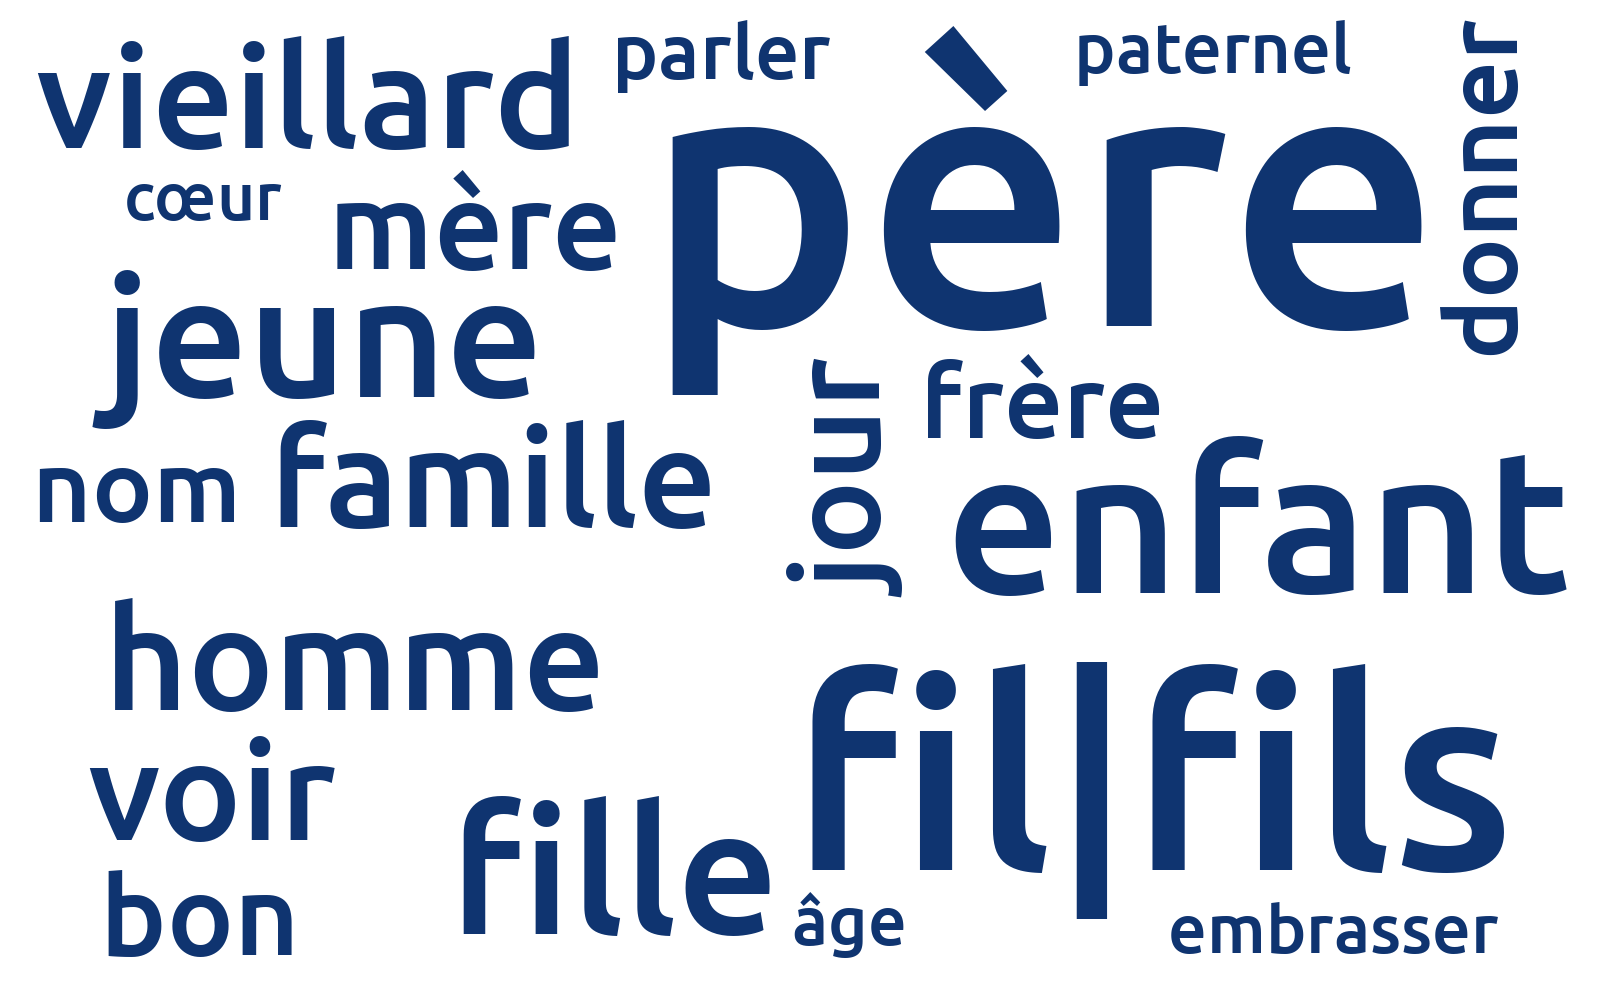 vieillard
parler
paternel
père
donner
cœur
mère
jeune
jour
frère
nom
famille
enfant
homme
fil|fils
voir
fille
bon
âge
embrasser